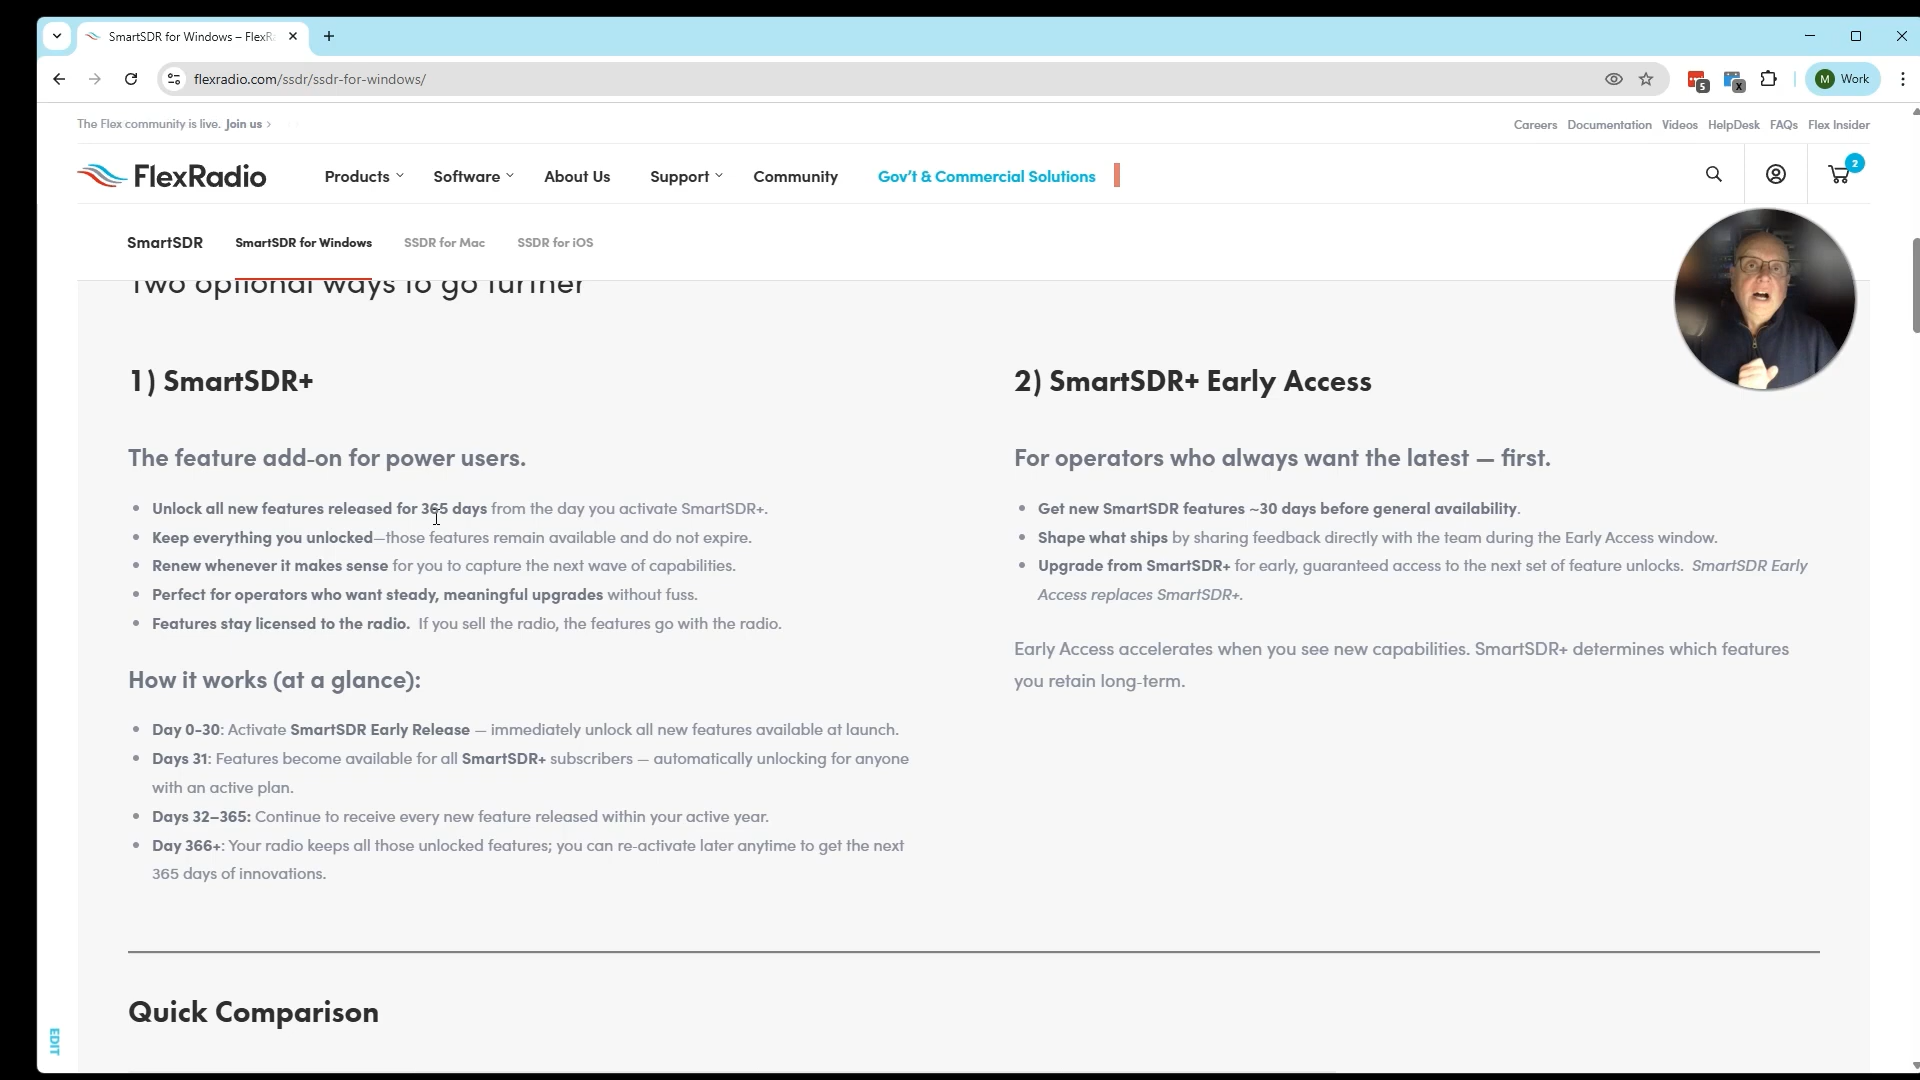 SmartSDR for Windows – FlexR
flexradio.com/ssdr/ssdr-for-windows/
5
X
M Work
The Flex community is live. Join us >
Careers Documentation Videos HelpDesk FAQs Flex Insider
FlexRadio
Products Software About Us Support Community Gov't & Commercial Solutions
2
SmartSDR SmartSDR for Windows SSDR for Mac SSDR for iOS
Two optional ways to go further
1) SmartSDR+
The feature add-on for power users.
• Unlock all new features released for 365 days from the day you activate SmartSDR+.
• Keep everything you unlocked—those features remain available and do not expire.
• Renew whenever it makes sense for you to capture the next wave of capabilities.
• Perfect for operators who want steady, meaningful upgrades without fuss.
• Features stay licensed to the radio. If you sell the radio, the features go with the radio.
How it works (at a glance):
• Day 0-30: Activate SmartSDR Early Release — immediately unlock all new features available at launch.
• Days 31: Features become available for all SmartSDR+ subscribers — automatically unlocking for anyone
with an active plan.
• Days 32–365: Continue to receive every new feature released within your active year.
• Day 366+: Your radio keeps all those unlocked features; you can re-activate later anytime to get the next
365 days of innovations.
2) SmartSDR+ Early Access
For operators who always want the latest — first.
• Get new SmartSDR features ~30 days before general availability.
• Shape what ships by sharing feedback directly with the team during the Early Access window.
• Upgrade from SmartSDR+ for early, guaranteed access to the next set of feature unlocks. SmartSDR Early
Access replaces SmartSDR+.
Early Access accelerates when you see new capabilities. SmartSDR+ determines which features
you retain long-term.
Quick Comparison
EDIT